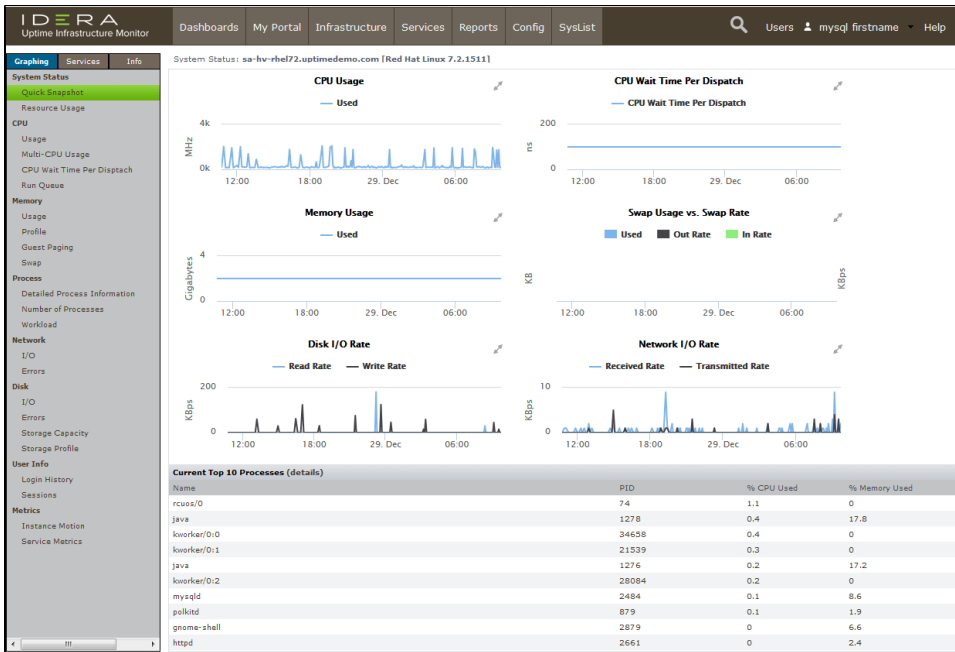 IDERA
Uptime Infrastructure Monitor
Dashboards My Portal Infrastructure Services Reports Config SysList
Users mysql firstname Help
Graphing Services Info
System Status
Quick Snapshot
Resource Usage
CPU
Usage
Multi-CPU Usage
CPU Wait Time Per Disptach
Run Queue
Memory
Usage
Profile
Guest Paging
Swap
Process
Detailed Process Information
Number of Processes
Workload
Network
I/O
Errors
Disk
I/O
Errors
Storage Capacity
Storage Profile
User Info
Login History
Sessions
Metrics
Instance Motion
Service Metrics
System Status: sa-hv-rhel72.uptimedemo.com [Red Hat Linux 7.2.1511]
CPU Usage
Used
MHz
4k
0k
12:00 18:00 29. Dec 06:00
CPU Wait Time Per Dispatch
CPU Wait Time Per Dispatch
ns
200
0
12:00 18:00 29. Dec 06:00
Memory Usage
Used
Gigabytes
4
0
12:00 18:00 29. Dec 06:00
Swap Usage vs. Swap Rate
Used Out Rate In Rate
KB
KBps
12:00 18:00 29. Dec 06:00
Disk I/O Rate
Read Rate Write Rate
KBps
200
0
12:00 18:00 29. Dec 06:00
Network I/O Rate
Received Rate Transmitted Rate
KBps
10
0
12:00 18:00 29. Dec 06:00
Current Top 10 Processes (details)
Name PID % CPU Used % Memory Used
rcuos/0 74 1.1 0
java 1278 0.4 17.8
kworker/0:0 34658 0.4 0
kworker/0:1 21539 0.3 0
java 1276 0.2 17.2
kworker/0:2 28084 0.2 0
mysqld 2484 0.1 8.6
polkitd 879 0.1 1.9
gnome-shell 2879 0 6.6
httpd 2661 0 2.4